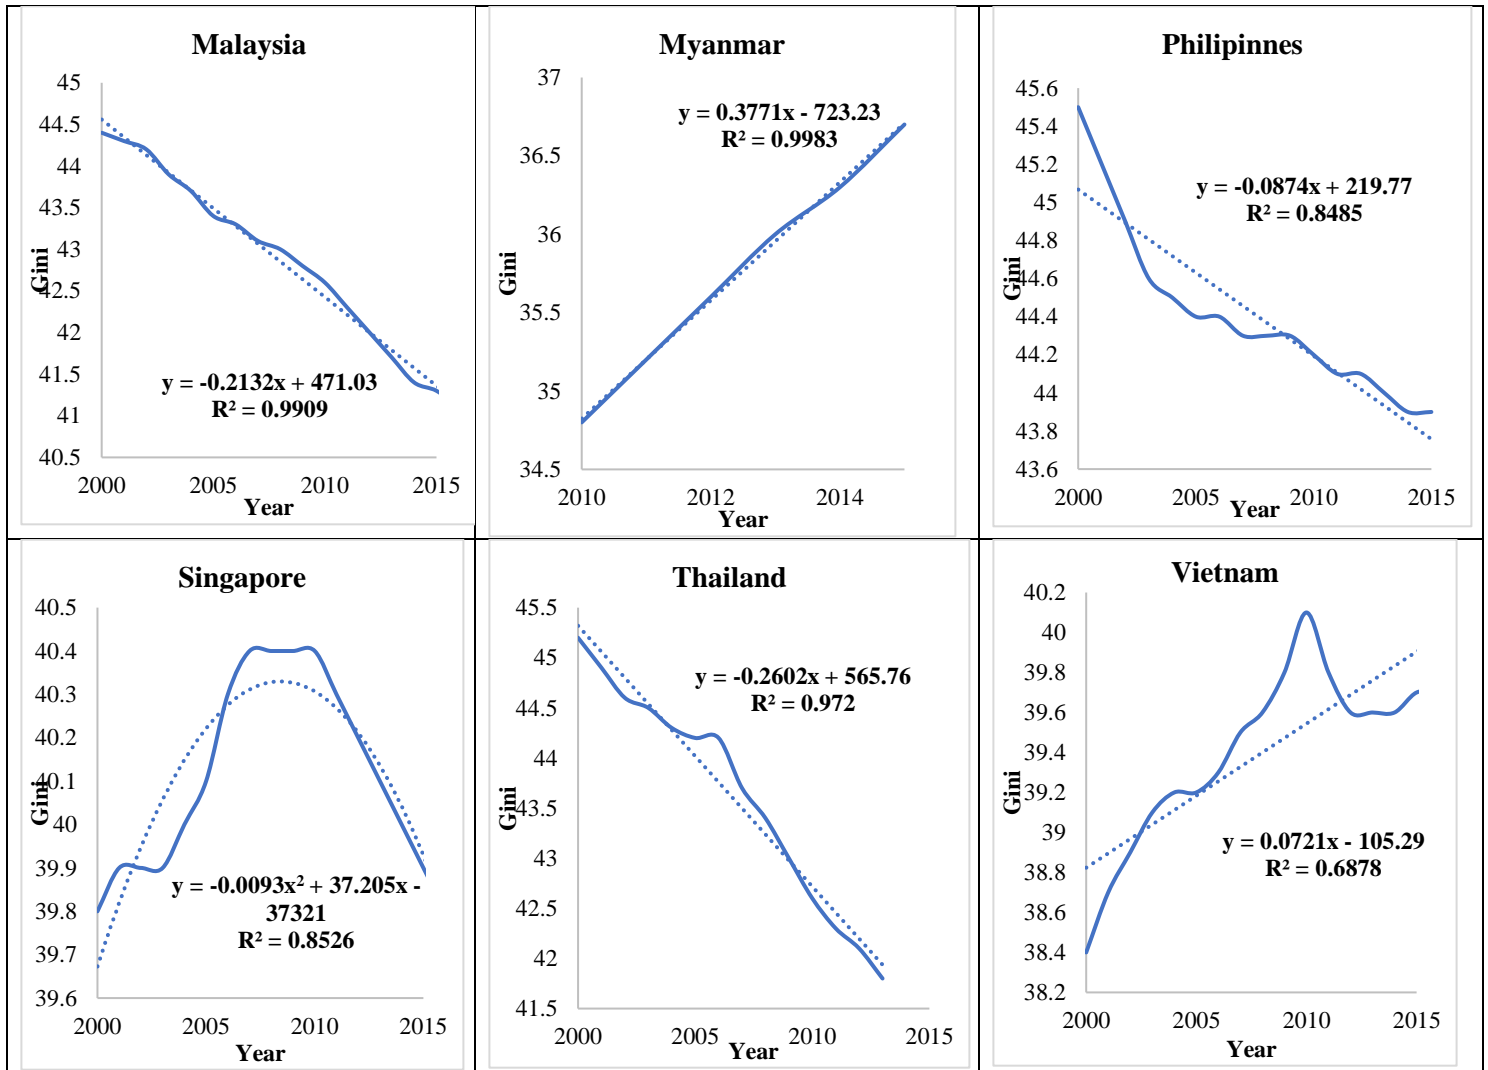 Malaysia
45
44.5
44
43.5
43
42.5
42
41.5
41
40.5
Gini
y = -0.2132x + 471.03
R² = 0.9909
2000 2005 2010 2015
Year
Myanmar
37
36.5
36
35.5
35
34.5
Gini
y = 0.3771x - 723.23
R² = 0.9983
2010 2012 2014
Year
Philipinnes
45.6
45.4
45.2
45
44.8
44.6
44.4
44.2
44
43.8
43.6
Gini
y = -0.0874x + 219.77
R² = 0.8485
2000 2005 2010 2015
Year
Singapore
40.5
40.4
40.3
40.2
40.1
40
39.9
39.8
39.7
39.6
Gini
y = -0.0093x² + 37.205x -
37321
R² = 0.8526
2000 2005 2010 2015
Year
Thailand
45.5
45
44.5
44
43.5
43
42.5
42
41.5
Gini
y = -0.2602x + 565.76
R² = 0.972
2000 2005 2010 2015
Year
Vietnam
40.2
40
39.8
39.6
39.4
39.2
39
38.8
38.6
38.4
38.2
Gini
y = 0.0721x - 105.29
R² = 0.6878
2000 2005 2010 2015
Year